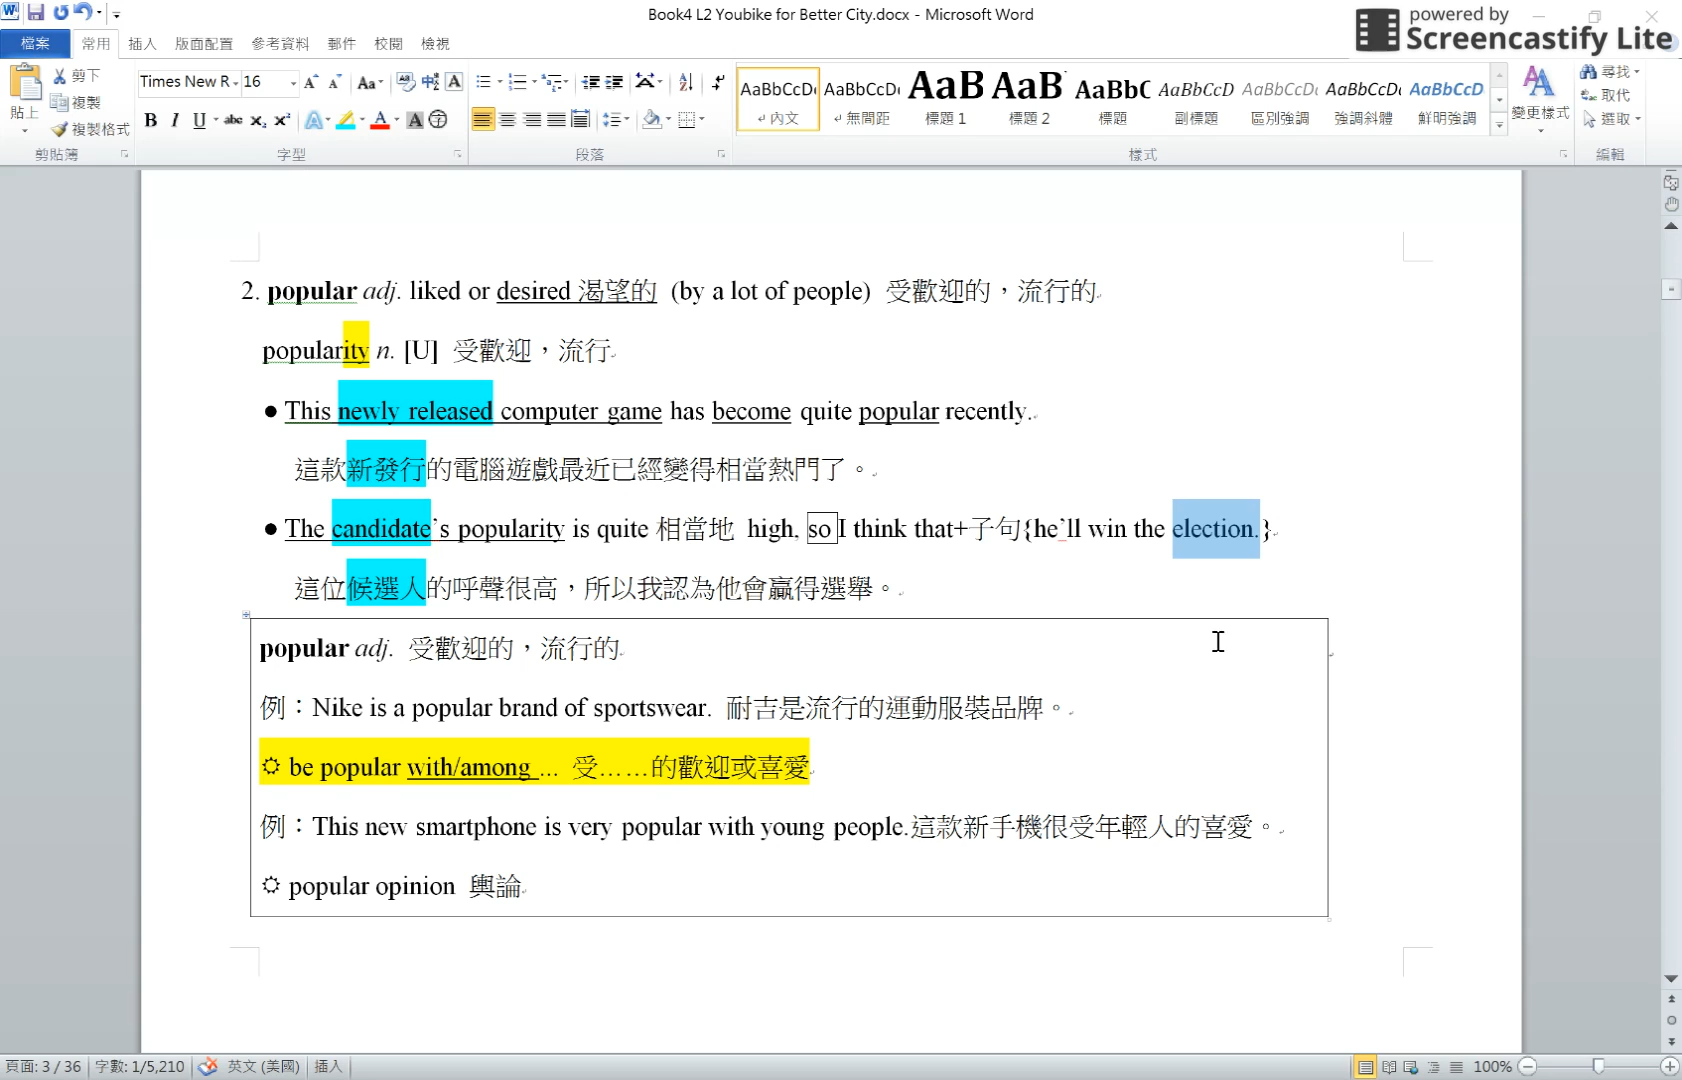 Book4 L2 Youbike for Better City.docx - Microsoft Word
powered by
Screencastify Lite
檔案 常用 插入 版面配置 參考資料 郵件 校閱 檢視
貼上 剪下 複製 複製格式
Times New R 16
AaBbCcDd AaBbCcDd AaB AaB AaBbC AaBbCcD AaBbCcDd AaBbCcDd AaBbCcD
內文 無間距 標題 1 標題 2 標題 副標題 區別強調 強調斜體 鮮明強調
變更樣式 尋找 取代 選取
剪貼簿 字型 段落 樣式 編輯
2. popular adj. liked or desired 渴望的 (by a lot of people) 受歡迎的，流行的
popularity n. [U] 受歡迎，流行
● This newly released computer game has become quite popular recently.
這款新發行的電腦遊戲最近已經變得相當熱門了。
● The candidate’s popularity is quite 相當地 high, so I think that+子句{he’ll win the election.}
這位候選人的呼聲很高，所以我認為他會贏得選舉。
popular adj. 受歡迎的，流行的
例：Nike is a popular brand of sportswear. 耐吉是流行的運動服裝品牌。
☼ be popular with/among ... 受……的歡迎或喜愛
例：This new smartphone is very popular with young people.這款新手機很受年輕人的喜愛。
☼ popular opinion 輿論
頁面: 3 / 36 字數: 1/5,210 英文 (美國) 插入 100%